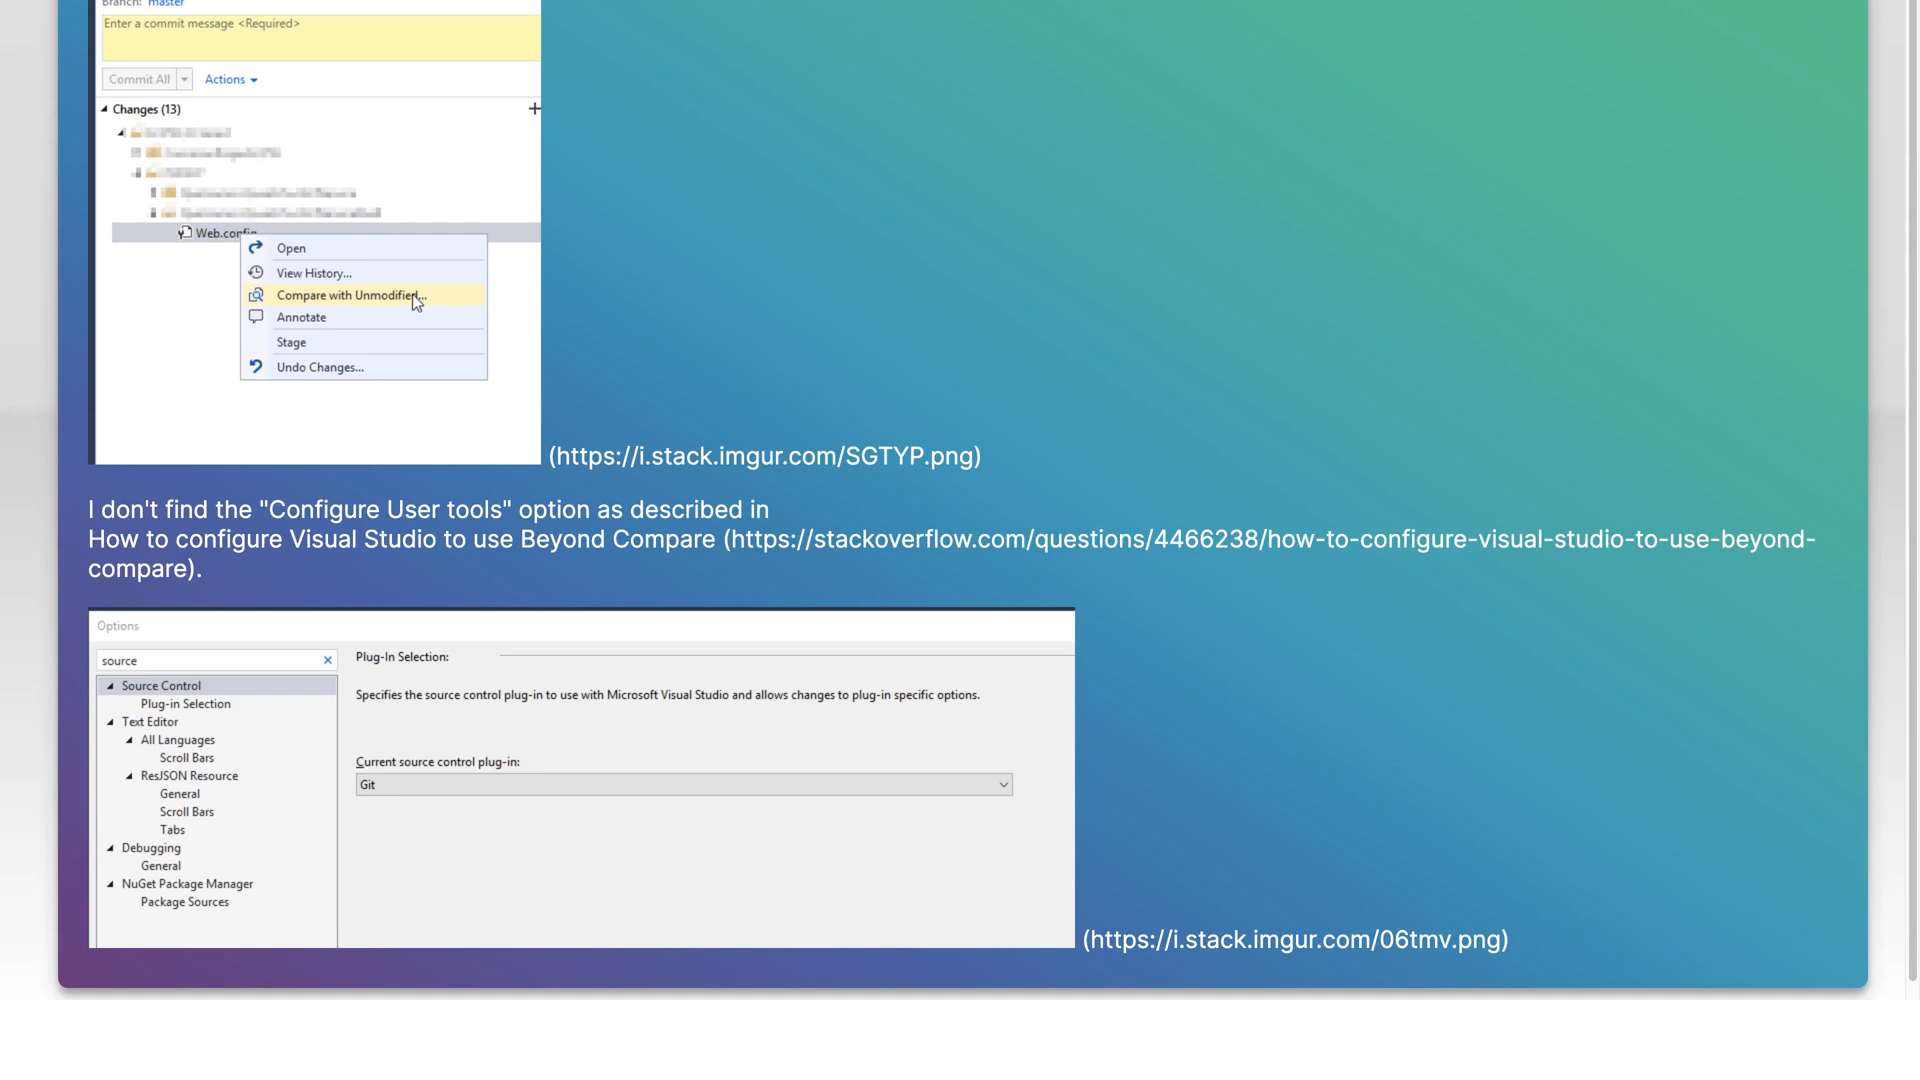 Branch: master
Enter a commit message <Required>
Commit All
Actions
Changes (13)
Web.config
Open
View History...
Compare with Unmodified...
Annotate
Stage
Undo Changes...
(https://i.stack.imgur.com/SGTYP.png)
I don't find the "Configure User tools" option as described in
How to configure Visual Studio to use Beyond Compare (https://stackoverflow.com/questions/4466238/how-to-configure-visual-studio-to-use-beyond-
compare).
Options
source
Source Control
Plug-in Selection
Text Editor
All Languages
Scroll Bars
ResJSON Resource
General
Scroll Bars
Tabs
Debugging
General
NuGet Package Manager
Package Sources
Plug-In Selection:
Specifies the source control plug-in to use with Microsoft Visual Studio and allows changes to plug-in specific options.
Current source control plug-in:
Git
(https://i.stack.imgur.com/06tmv.png)